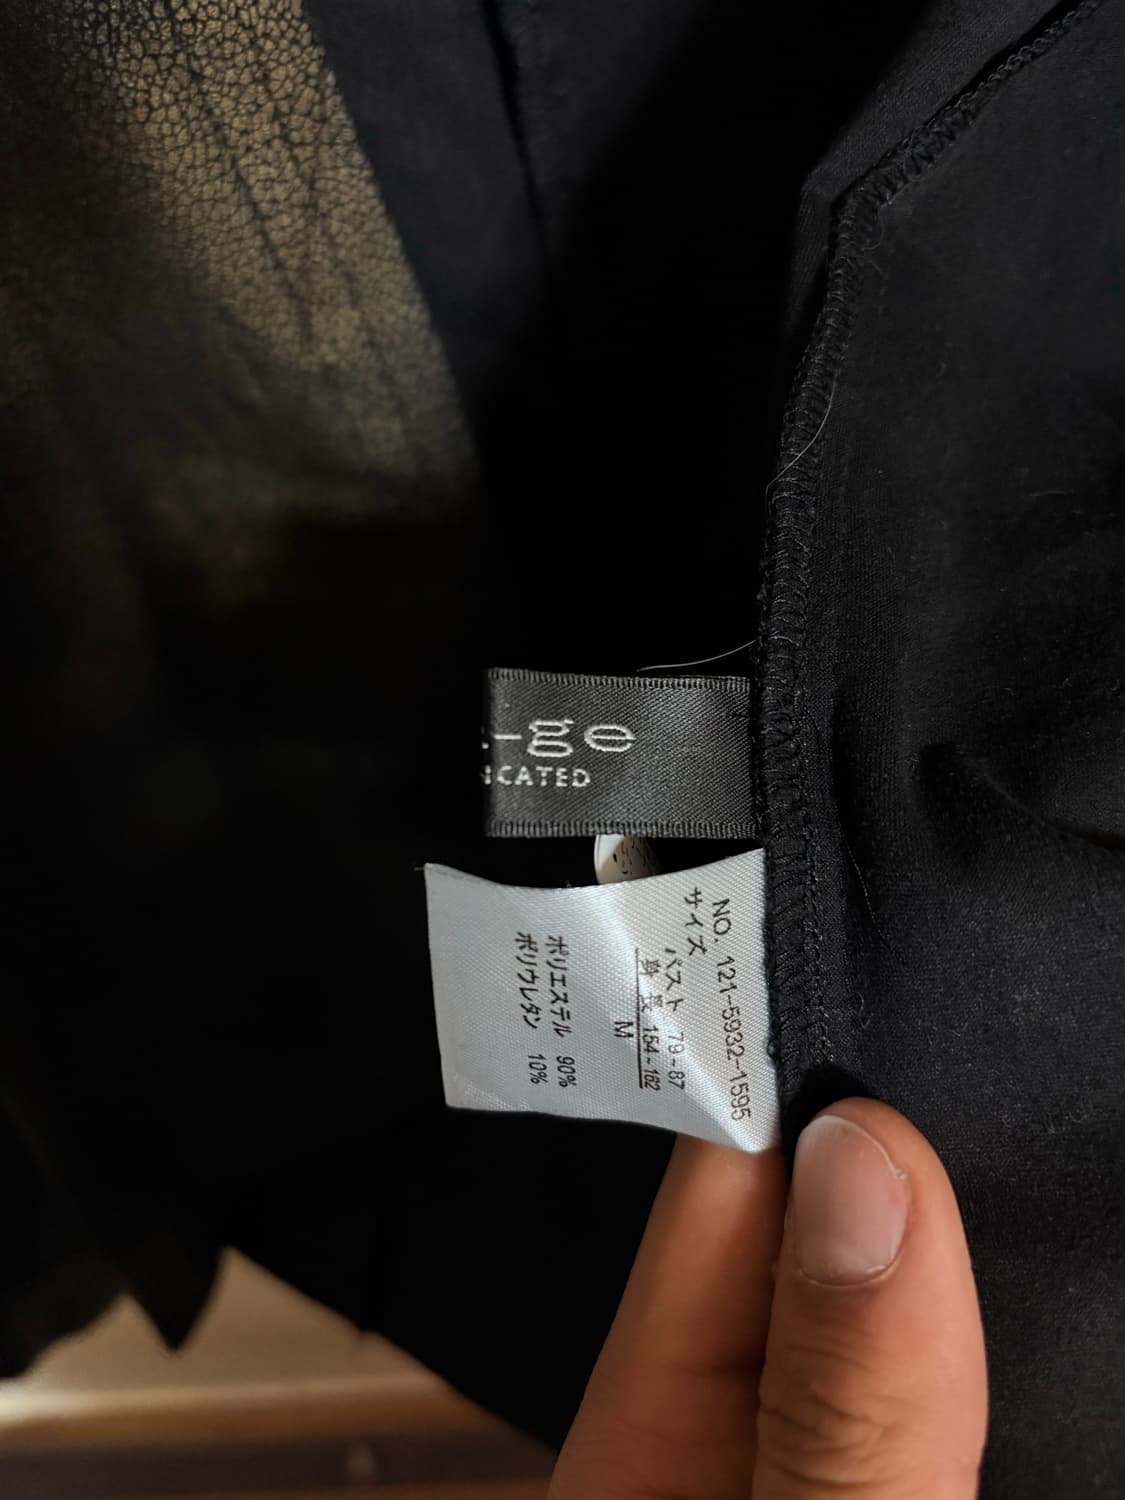 -ge
CATED
NO. 121-5932-1595
サイズ
バスト 79~87
身長 154~162
M
ポリエステル 90%
ポリウレタン 10%